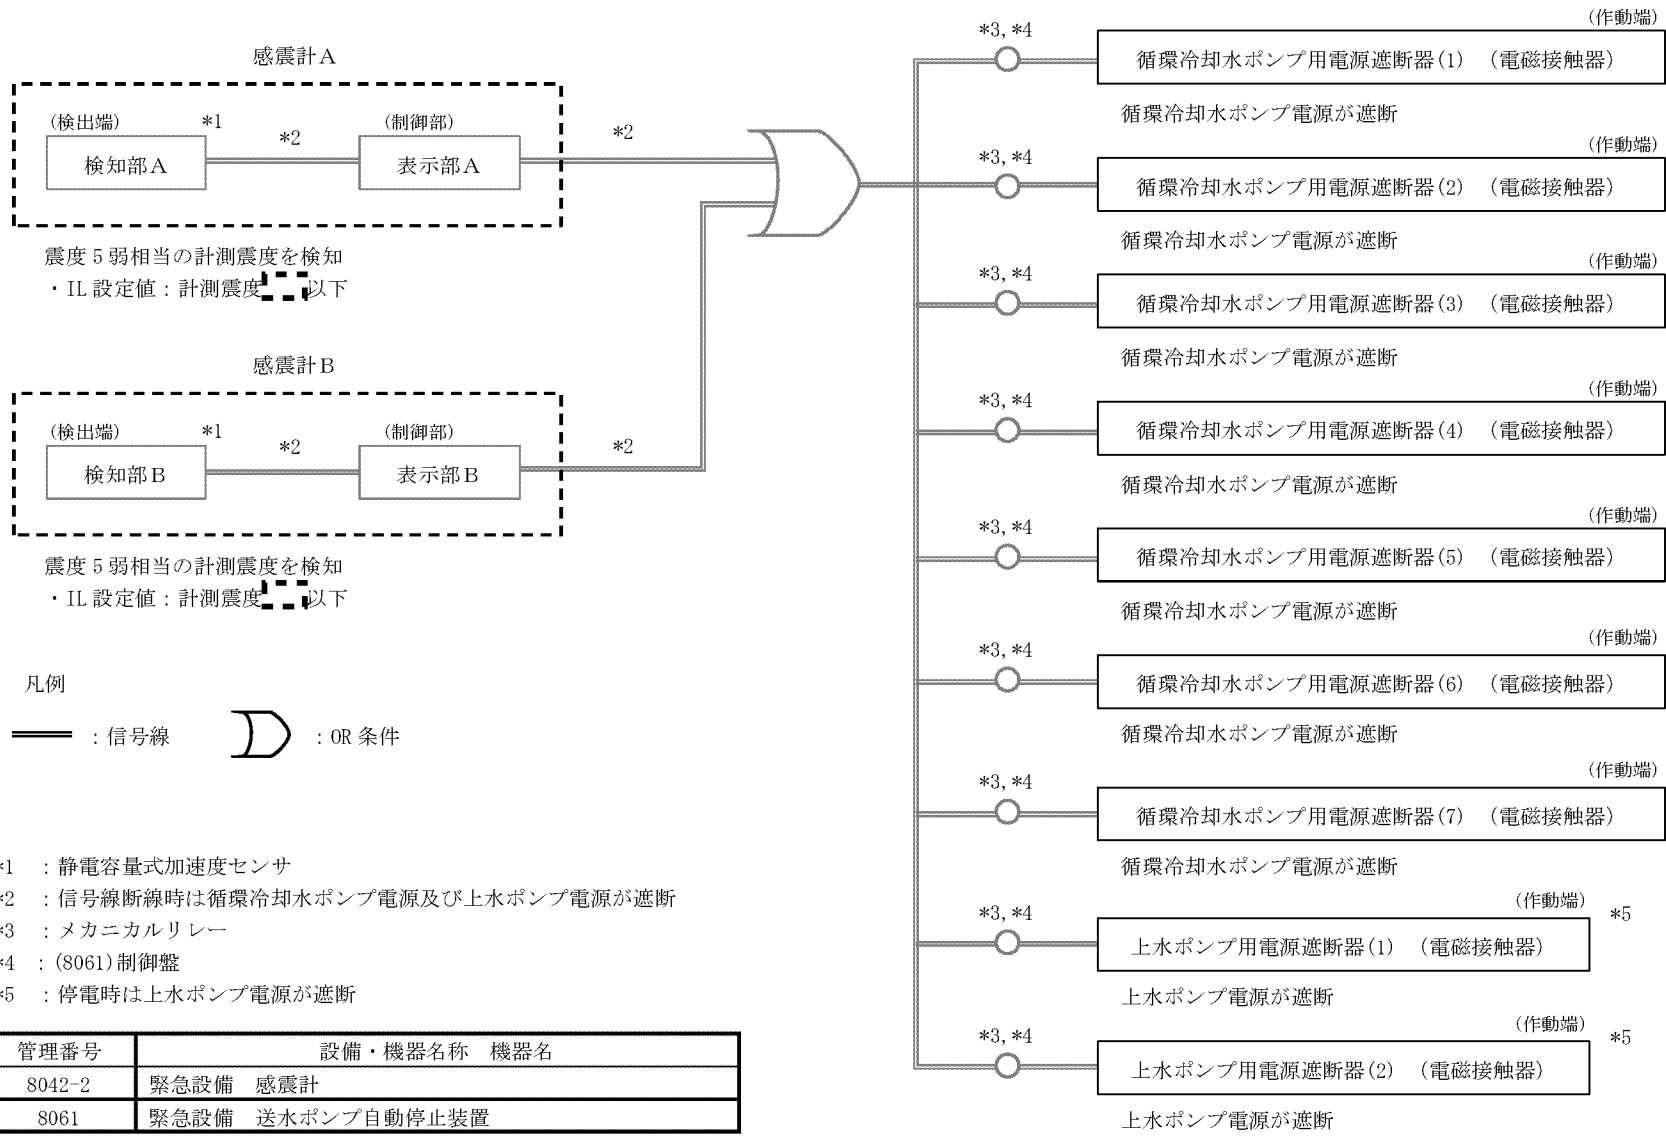 感震計A
(検出端)
*1
*2
(制御部)
*2
検知部A
表示部A
震度5弱相当の計測震度を検知
・IL 設定値：計測震度 以下
感震計B
(検出端)
*1
*2
(制御部)
*2
検知部B
表示部B
震度5弱相当の計測震度を検知
・IL 設定値：計測震度 以下
凡例
：信号線
：OR 条件
*1 ：静電容量式加速度センサ
*2 ：信号線断線時は循環冷却水ポンプ電源及び上水ポンプ電源が遮断
*3 ：メカニカルリレー
*4 ：(8061)制御盤
*5 ：停電時は上水ポンプ電源が遮断
管理番号 設備・機器名称 機器名
8042-2 緊急設備 感震計
8061 緊急設備 送水ポンプ自動停止装置
(作動端)
*3, *4
循環冷却水ポンプ用電源遮断器(1) (電磁接触器)
循環冷却水ポンプ電源が遮断
(作動端)
*3, *4
循環冷却水ポンプ用電源遮断器(2) (電磁接触器)
循環冷却水ポンプ電源が遮断
(作動端)
*3, *4
循環冷却水ポンプ用電源遮断器(3) (電磁接触器)
循環冷却水ポンプ電源が遮断
(作動端)
*3, *4
循環冷却水ポンプ用電源遮断器(4) (電磁接触器)
循環冷却水ポンプ電源が遮断
(作動端)
*3, *4
循環冷却水ポンプ用電源遮断器(5) (電磁接触器)
循環冷却水ポンプ電源が遮断
(作動端)
*3, *4
循環冷却水ポンプ用電源遮断器(6) (電磁接触器)
循環冷却水ポンプ電源が遮断
(作動端)
*3, *4
循環冷却水ポンプ用電源遮断器(7) (電磁接触器)
循環冷却水ポンプ電源が遮断
(作動端)
*3, *4
*5
上水ポンプ用電源遮断器(1) (電磁接触器)
上水ポンプ電源が遮断
(作動端)
*3, *4
*5
上水ポンプ用電源遮断器(2) (電磁接触器)
上水ポンプ電源が遮断